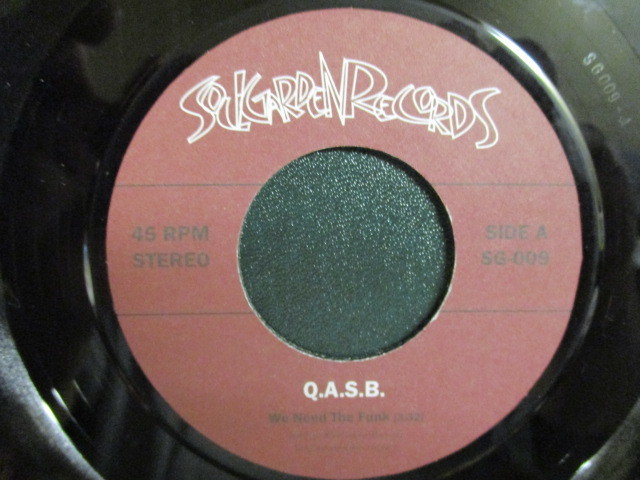 SOULGARDEN RECORDS
45 RPM
STEREO
SIDE A
SG-009
Q.A.S.B.
We Need The Funk